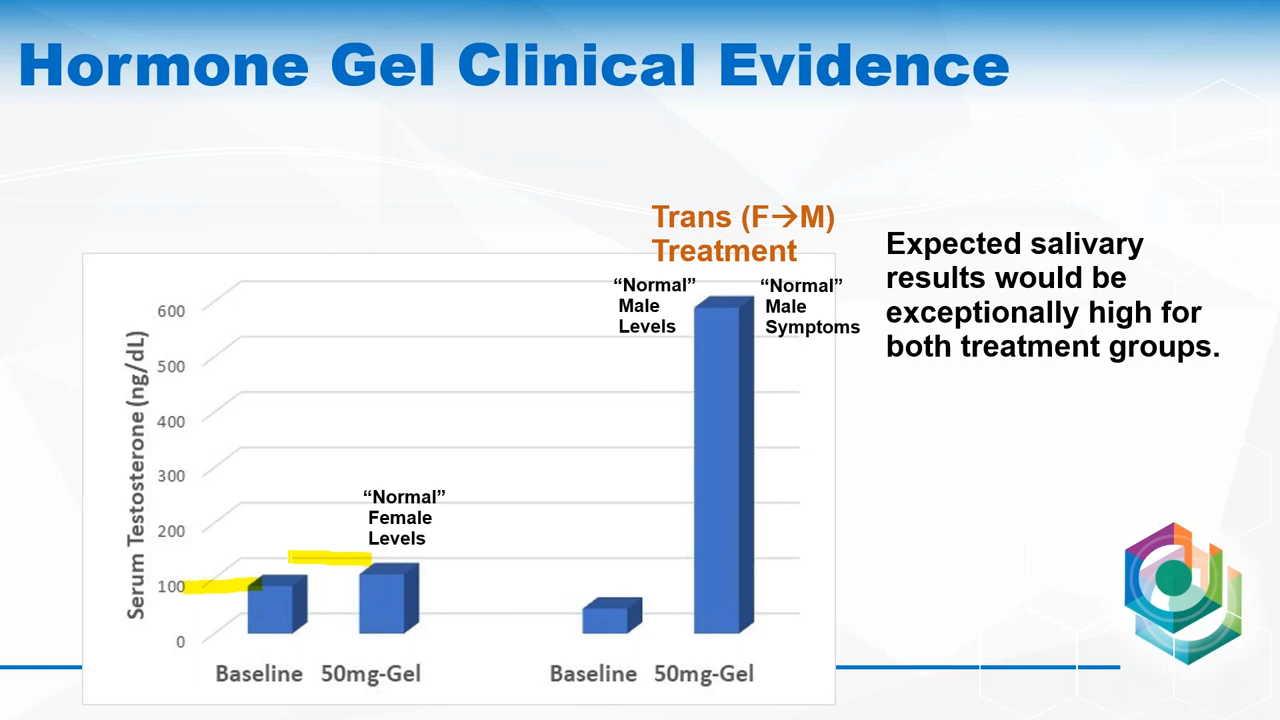 Hormone Gel Clinical Evidence
Trans (F→M)
Treatment
“Normal”
Male
Levels
“Normal”
Male
Symptoms
Expected salivary
results would be
exceptionally high for
both treatment groups.
Serum Testosterone (ng/dL)
600
500
400
300
200
100
0
“Normal”
Female
Levels
Baseline 50mg-Gel
Baseline 50mg-Gel